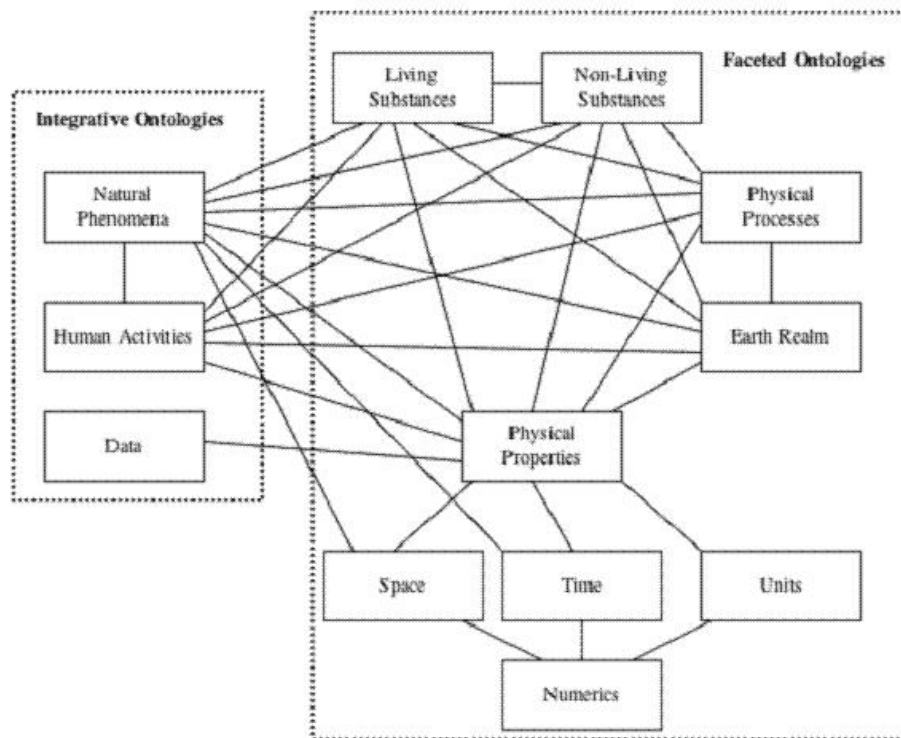 Living
Substances
Non-Living
Substances
Faceted Ontologies
Integrative Ontologies
Natural
Phenomena
Physical
Processes
Human Activities
Earth Realm
Data
Physical
Properties
Space
Time
Units
Numerics